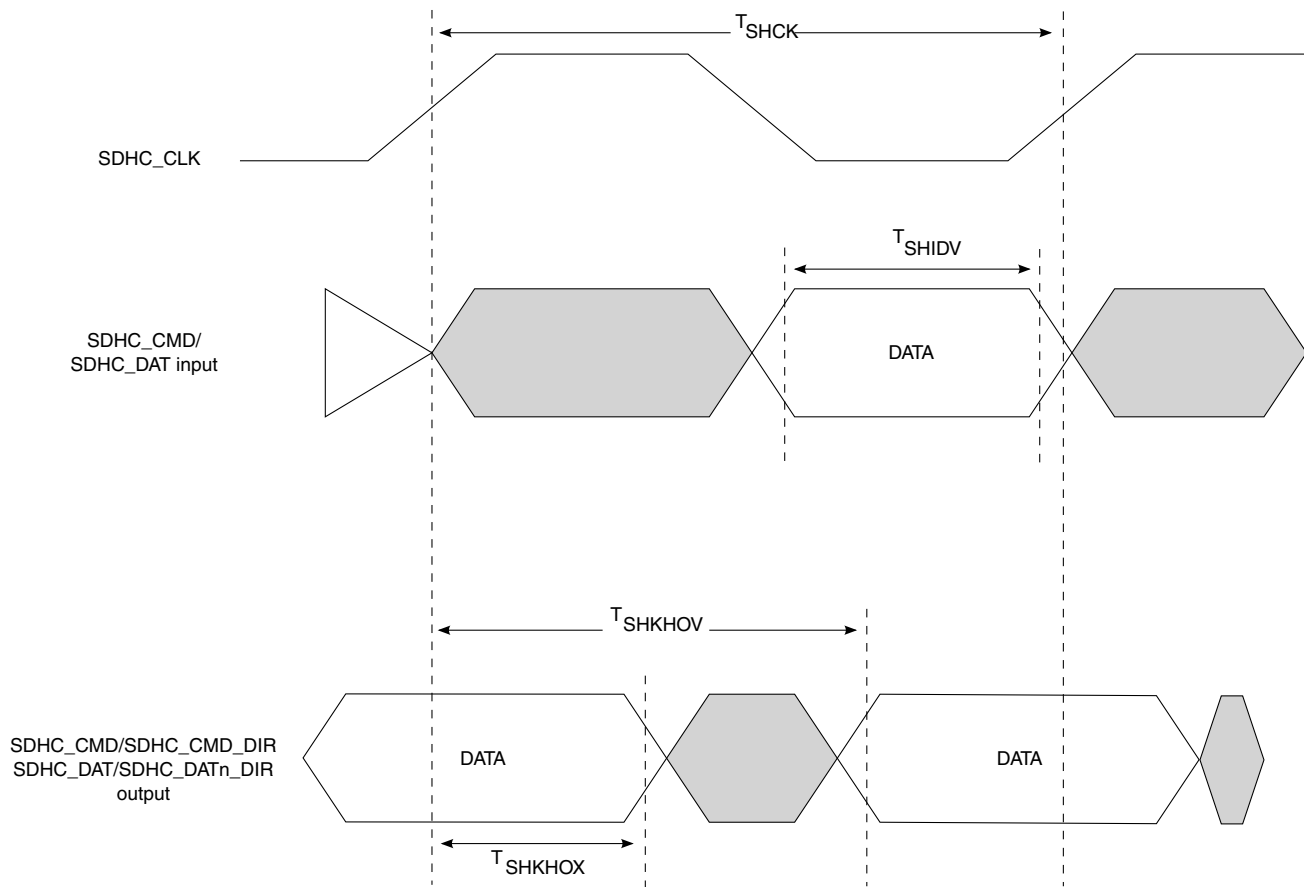 TSHCK
SDHC_CLK
TSHIDV
SDHC_CMD/
SDHC_DAT input
DATA
TSHKHOV
SDHC_CMD/SDHC_CMD_DIR
SDHC_DAT/SDHC_DATn_DIR
output
DATA
DATA
TSHKHOX